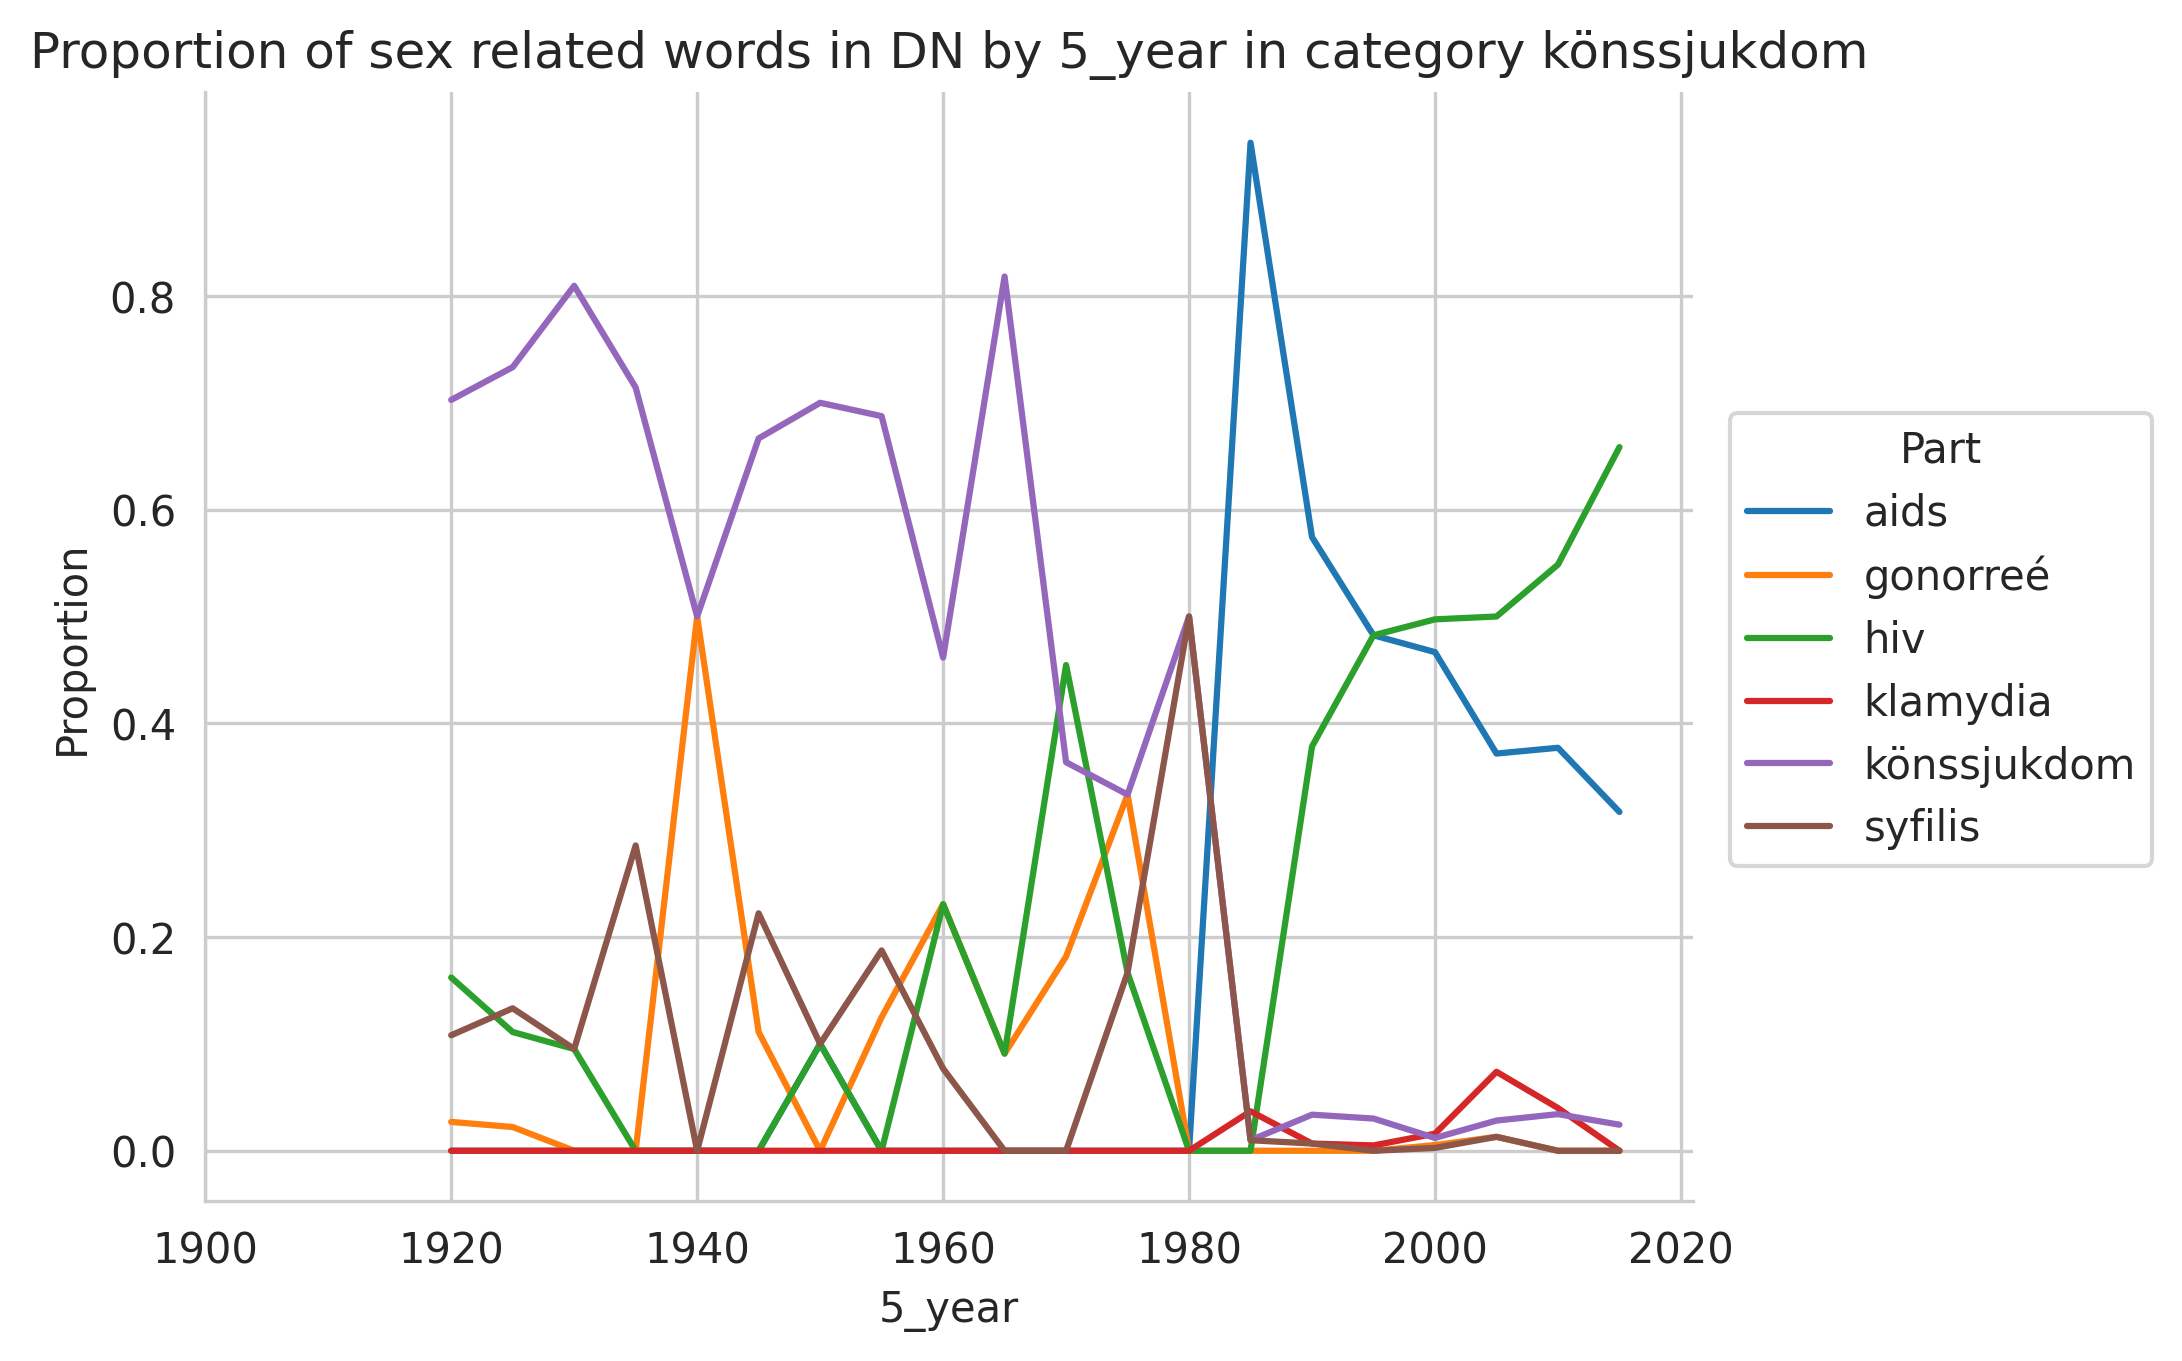 Proportion of sex related words in DN by 5_year in category könssjukdom
Proportion
0.8
0.6
0.4
0.2
0.0
1900 1920 1940 1960 1980 2000 2020
5_year
Part
aids
gonorreé
hiv
klamydia
könssjukdom
syfilis